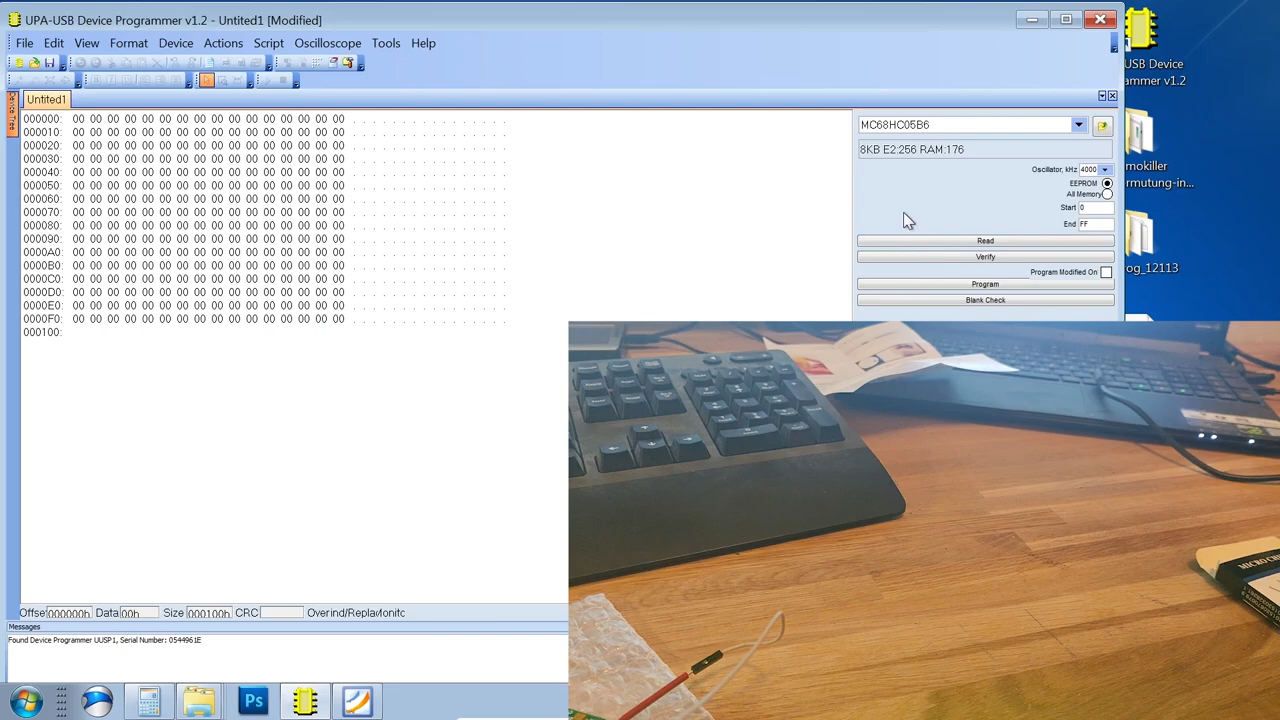 UPA-USB Device Programmer v1.2 - Untited1 [Modified]
File Edit View Format Device Actions Script Oscilloscope Tools Help
Device Tree
Untited1
000000: 00 00 00 00 00 00 00 00 00 00 00 00 00 00 00 00 . . . . . . . . . . . . . . . .
000010: 00 00 00 00 00 00 00 00 00 00 00 00 00 00 00 00 . . . . . . . . . . . . . . . .
000020: 00 00 00 00 00 00 00 00 00 00 00 00 00 00 00 00 . . . . . . . . . . . . . . . .
000030: 00 00 00 00 00 00 00 00 00 00 00 00 00 00 00 00 . . . . . . . . . . . . . . . .
000040: 00 00 00 00 00 00 00 00 00 00 00 00 00 00 00 00 . . . . . . . . . . . . . . . .
000050: 00 00 00 00 00 00 00 00 00 00 00 00 00 00 00 00 . . . . . . . . . . . . . . . .
000060: 00 00 00 00 00 00 00 00 00 00 00 00 00 00 00 00 . . . . . . . . . . . . . . . .
000070: 00 00 00 00 00 00 00 00 00 00 00 00 00 00 00 00 . . . . . . . . . . . . . . . .
000080: 00 00 00 00 00 00 00 00 00 00 00 00 00 00 00 00 . . . . . . . . . . . . . . . .
000090: 00 00 00 00 00 00 00 00 00 00 00 00 00 00 00 00 . . . . . . . . . . . . . . . .
0000A0: 00 00 00 00 00 00 00 00 00 00 00 00 00 00 00 00 . . . . . . . . . . . . . . . .
0000B0: 00 00 00 00 00 00 00 00 00 00 00 00 00 00 00 00 . . . . . . . . . . . . . . . .
0000C0: 00 00 00 00 00 00 00 00 00 00 00 00 00 00 00 00 . . . . . . . . . . . . . . . .
0000D0: 00 00 00 00 00 00 00 00 00 00 00 00 00 00 00 00 . . . . . . . . . . . . . . . .
0000E0: 00 00 00 00 00 00 00 00 00 00 00 00 00 00 00 00 . . . . . . . . . . . . . . . .
0000F0: 00 00 00 00 00 00 00 00 00 00 00 00 00 00 00 00 . . . . . . . . . . . . . . . .
000100:
MC68HC05B6
8KB E2:256 RAM:176
Oscillator, kHz 4000
EEPROM
All Memory
Start 0
End FF
Read
Verify
Program Modified On
Program
Blank Check
USB Device
ammer v1.2
mokiller
rmutung-in...
og_12113
Offset 000000h Data 00h Size 000100h CRC Overind/Repla/Monitc
Messages
Found Device Programmer UUSP1, Serial Number: 0544961E
Ps